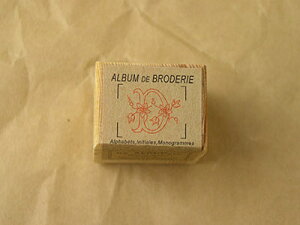 ALBUM DE BRODERIE
D
Alphabets, Initiales, Monogrammes